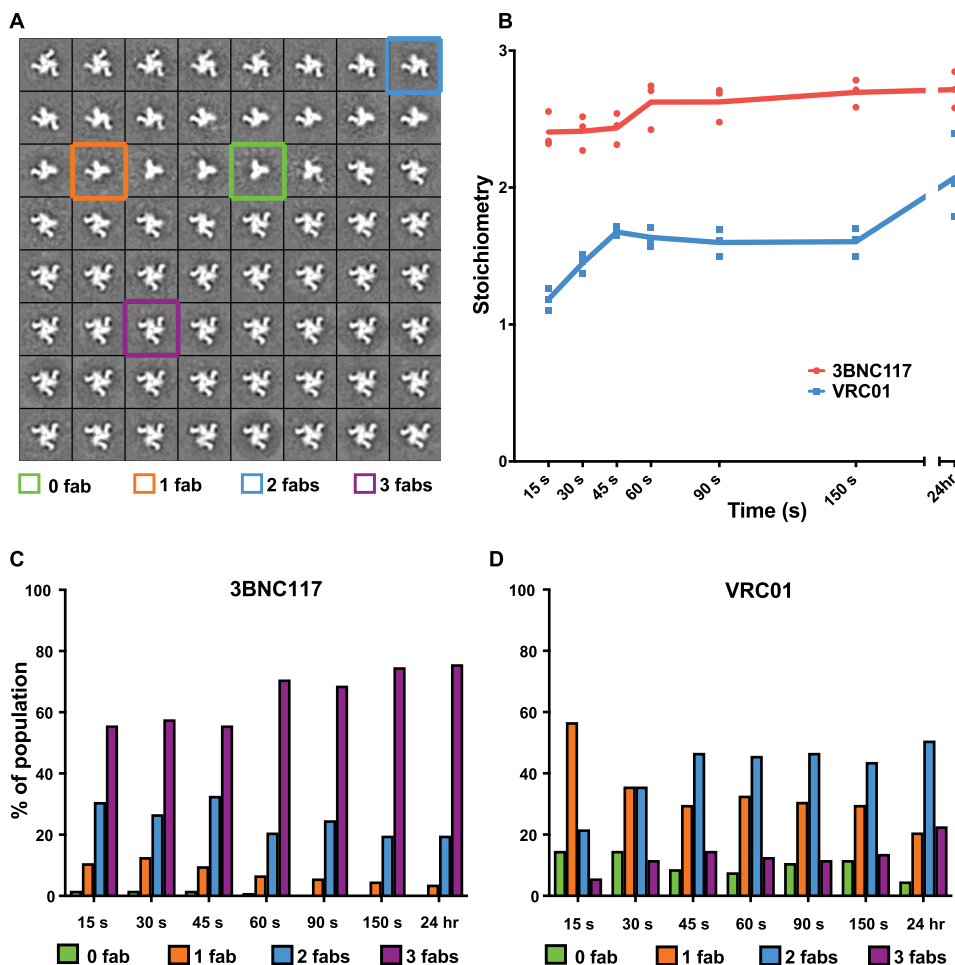 A
0 fab
1 fab
2 fabs
3 fabs
B
3
2
1
0
Stoichiometry
3BNC117
VRC01
15 s
30 s
45 s
60 s
90 s
150 s
24hr
Time (s)
C
3BNC117
100
80
60
40
20
0
% of population
15 s
30 s
45 s
60 s
90 s
150 s
24 hr
0 fab
1 fab
2 fabs
3 fabs
D
VRC01
100
80
60
40
20
0
15 s
30 s
45 s
60 s
90 s
150 s
24 hr
0 fab
1 fab
2 fabs
3 fabs